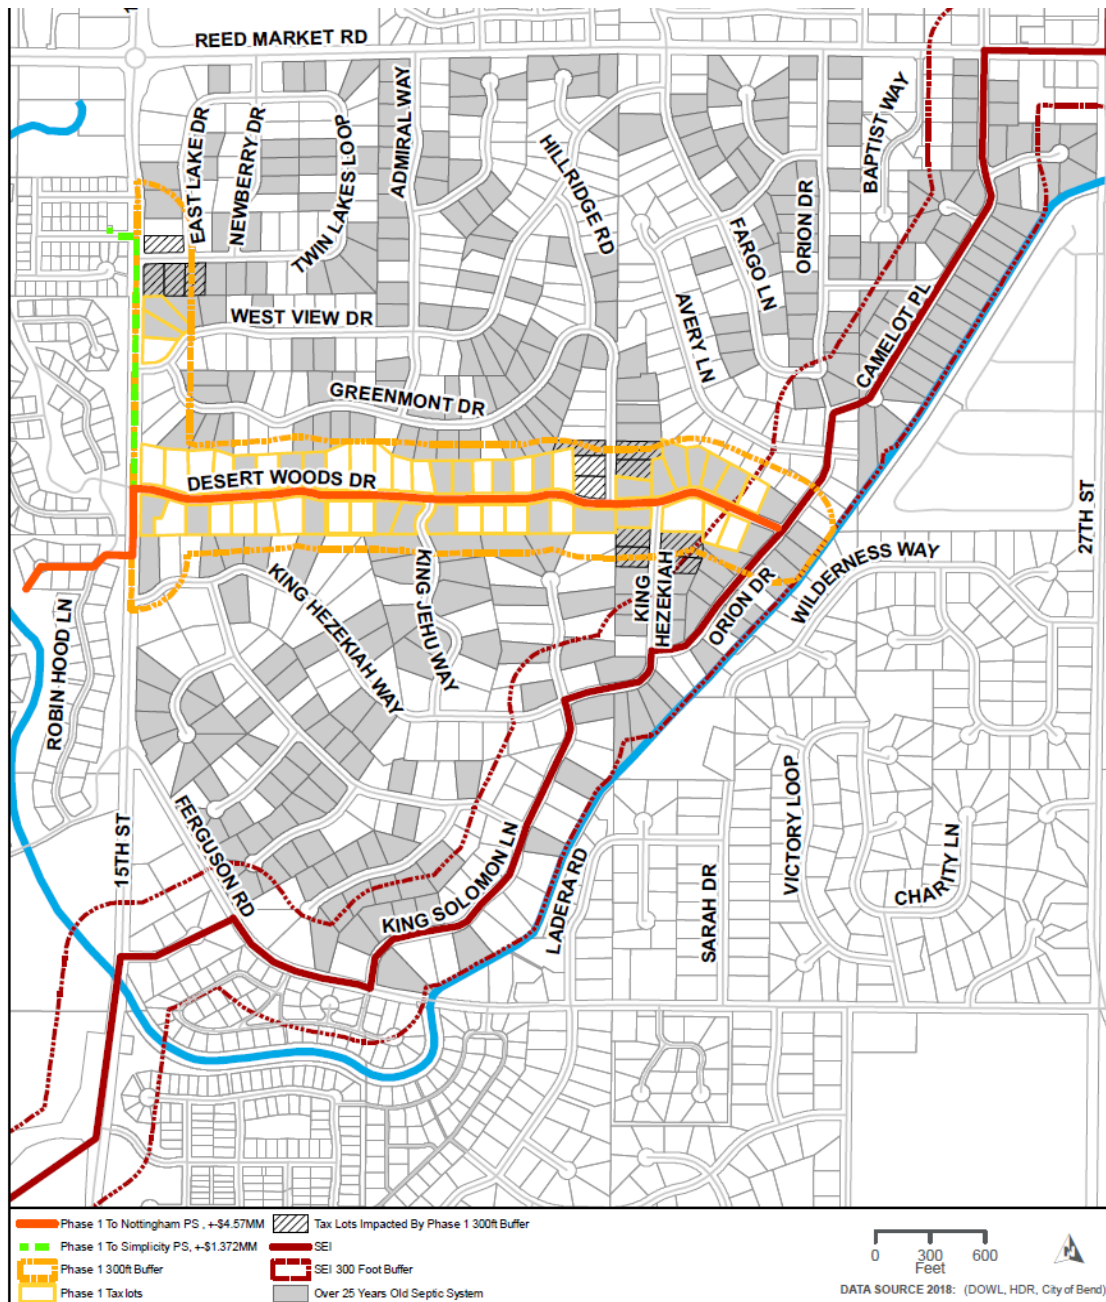 REED MARKET RD
EAST LAKE DR
NEWBERRY DR
TWIN LAKES LOOP
ADMIRAL WAY
HILLRIDGE RD
BAPTIST WAY
ORION DR
FARGO LN
AVERY LN
CAMELOT PL
WEST VIEW DR
GREENMONT DR
DESERT WOODS DR
27TH ST
WILDERNESS WAY
ORION DR
KING
HEZEKIAH
KING JEHU WAY
KING HEZEKIAH WAY
ROBIN HOOD LN
15TH ST
FERGUSON RD
KING SOLOMON LN
LADERA RD
SARAH DR
VICTORY LOOP
CHARITY LN
Phase 1 To Nottingham PS , +-$4.57MM
Phase 1 To Simplicity PS, +-$1.372MM
Phase 1 300ft Buffer
Phase 1 Taxlots
Tax Lots Impacted By Phase 1 300ft Buffer
SEI
SEI 300 Foot Buffer
Over 25 Years Old Septic System
0 300 600
Feet
DATA SOURCE 2018: (DOWL, HDR, City of Bend)